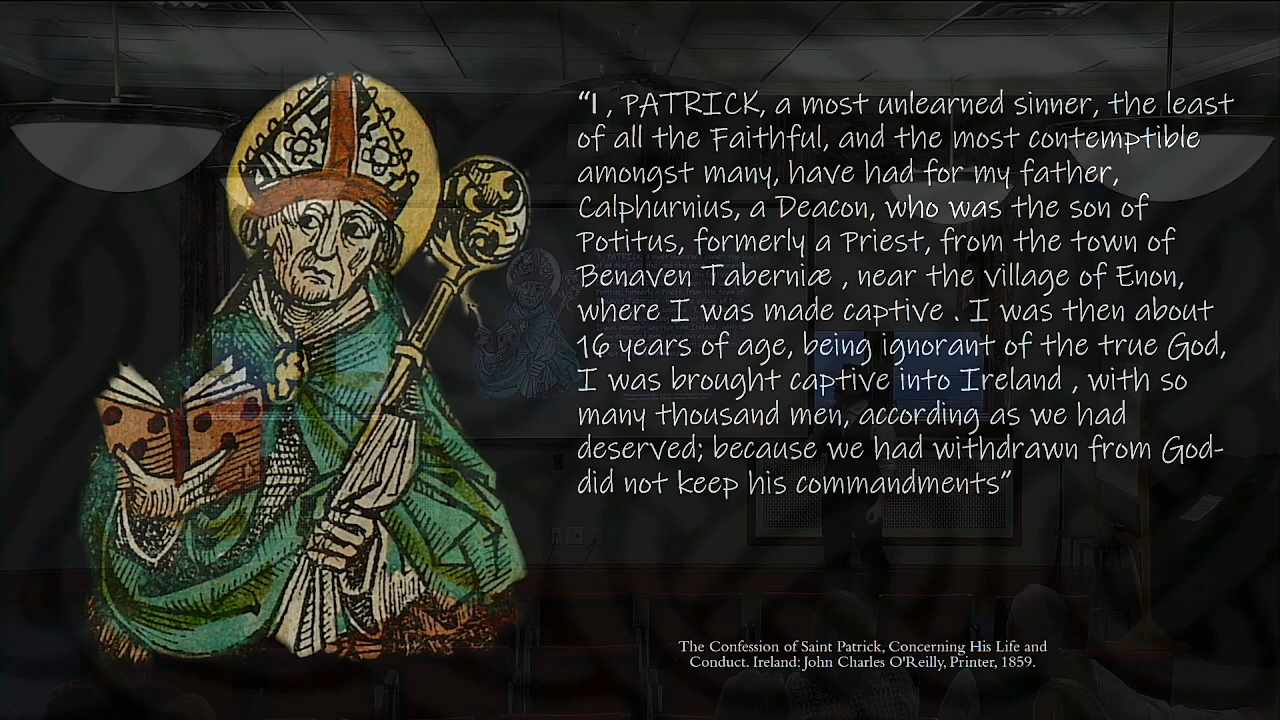 “I, PATRICK, a most unlearned sinner, the least
of all the Faithful, and the most contemptible
amongst many, have had for my father,
Calphurnius, a Deacon, who was the son of
Potitus, formerly a Priest, from the town of
Benaven Taberniæ , near the village of Enon,
where I was made captive . I was then about
16 years of age, being ignorant of the true God,
I was brought captive into Ireland , with so
many thousand men, according as we had
deserved; because we had withdrawn from God-
did not keep his commandments”
The Confession of Saint Patrick, Concerning His Life and
Conduct. Ireland: John Charles O'Reilly, Printer, 1859.